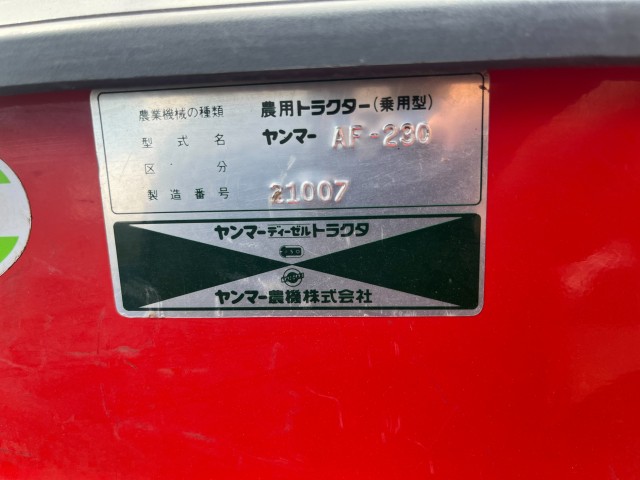 農業機械の種類 農用トラクター(乗用型)
型式名 ヤンマー AF-230
区分
製造番号 21007
ヤンマーディーゼルトラクタ
ヤンマー農機株式会社